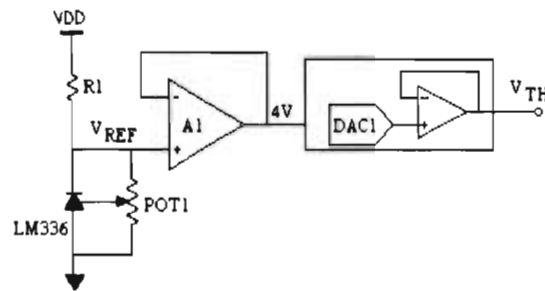 VDD
R1
VREF
LM336
POT1
-
A1
+
4V
DAC1
-
+
VTH